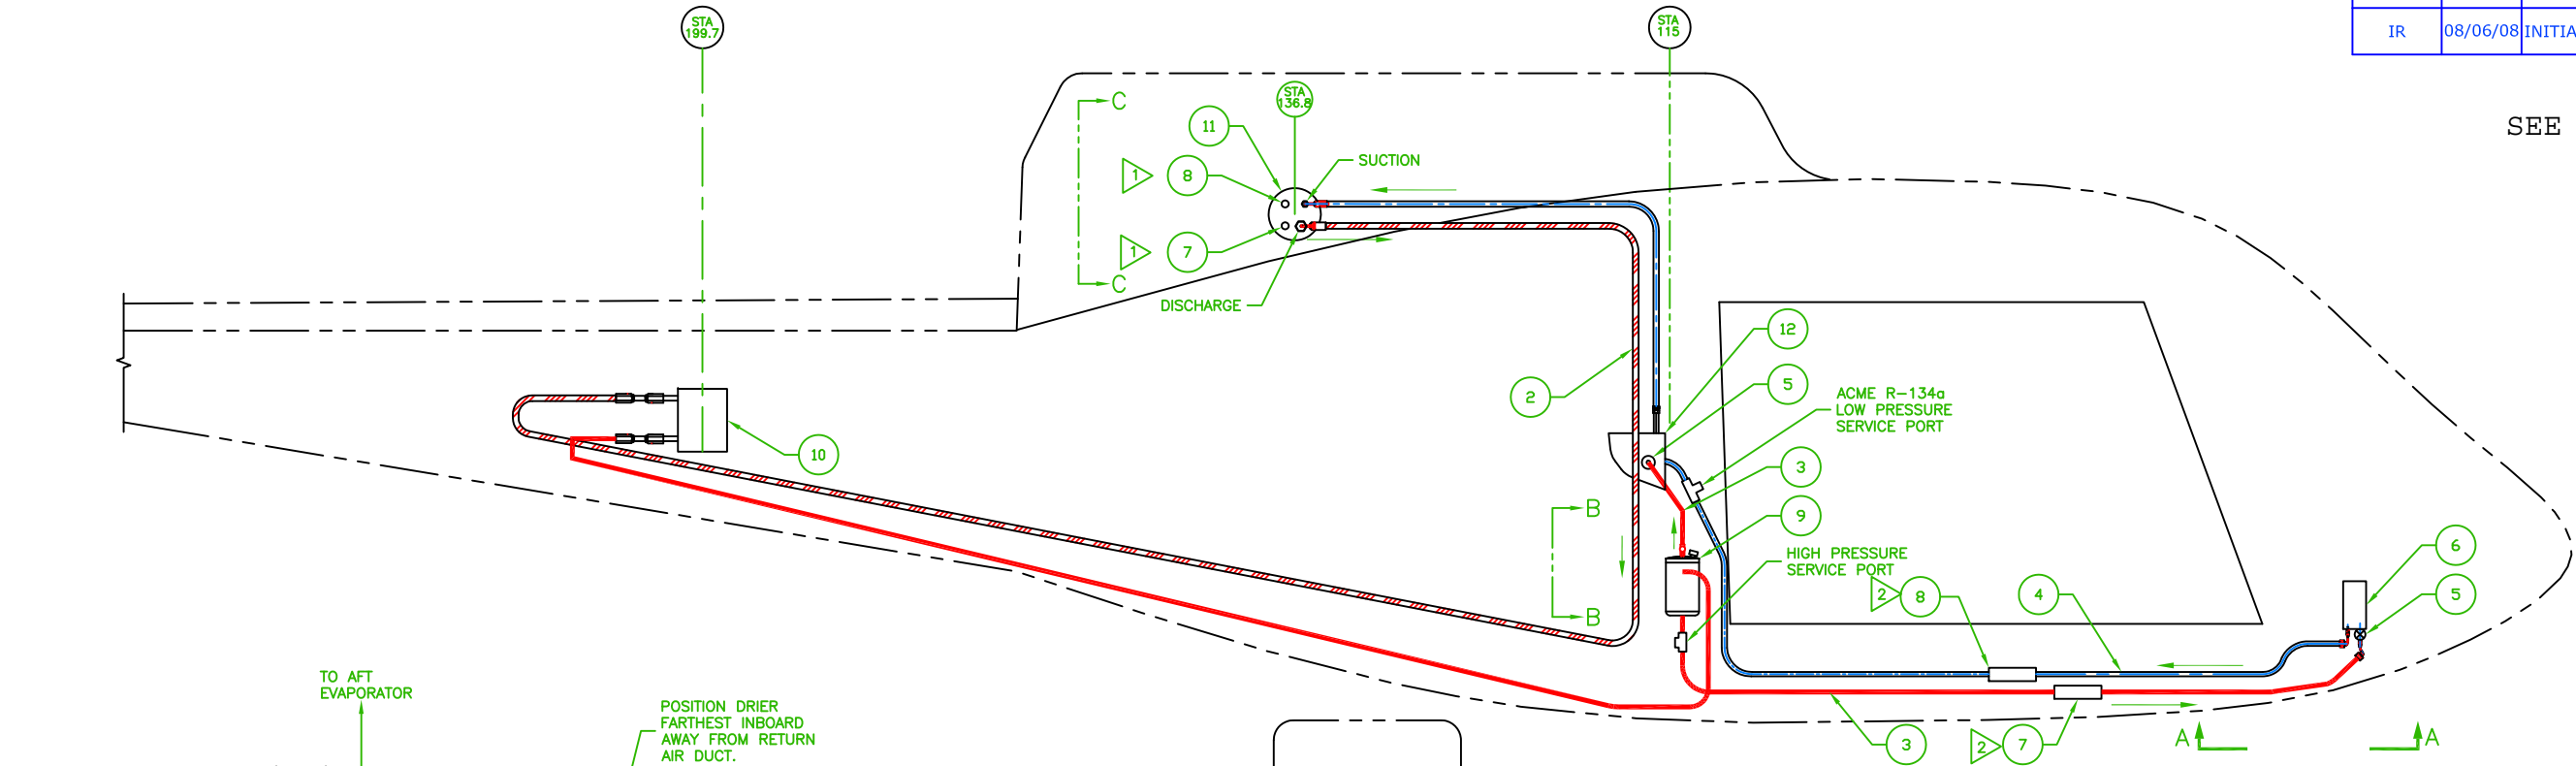 STA
199.7
STA
115
IR 08/06/08 INITIA
SEE
C
STA
136.8
11
SUCTION
1 8
1 7
C
DISCHARGE
12
2
5
ACME R-134a
LOW PRESSURE
SERVICE PORT
10
3
B
9
HIGH PRESSURE
SERVICE PORT
6
2 8
4
5
B
TO AFT
EVAPORATOR
POSITION DRIER
FARTHEST INBOARD
AWAY FROM RETURN
AIR DUCT.
3
2 7
A
A